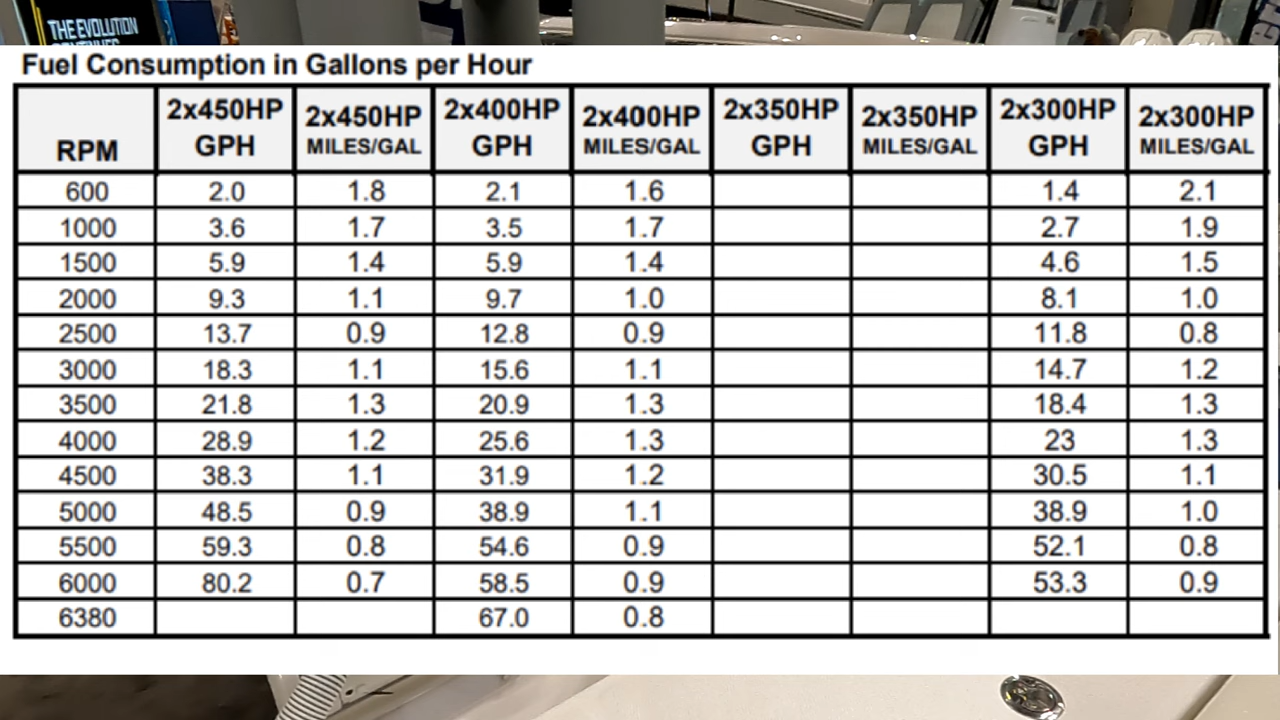 THE EVOLUTION
CONTINUES
Fuel Consumption in Gallons per Hour
RPM 2x450HP GPH 2x450HP MILES/GAL 2x400HP GPH 2x400HP MILES/GAL 2x350HP GPH 2x350HP MILES/GAL 2x300HP GPH 2x300HP MILES/GAL
600 2.0 1.8 2.1 1.6 1.4 2.1
1000 3.6 1.7 3.5 1.7 2.7 1.9
1500 5.9 1.4 5.9 1.4 4.6 1.5
2000 9.3 1.1 9.7 1.0 8.1 1.0
2500 13.7 0.9 12.8 0.9 11.8 0.8
3000 18.3 1.1 15.6 1.1 14.7 1.2
3500 21.8 1.3 20.9 1.3 18.4 1.3
4000 28.9 1.2 25.6 1.3 23 1.3
4500 38.3 1.1 31.9 1.2 30.5 1.1
5000 48.5 0.9 38.9 1.1 38.9 1.0
5500 59.3 0.8 54.6 0.9 52.1 0.8
6000 80.2 0.7 58.5 0.9 53.3 0.9
6380 67.0 0.8